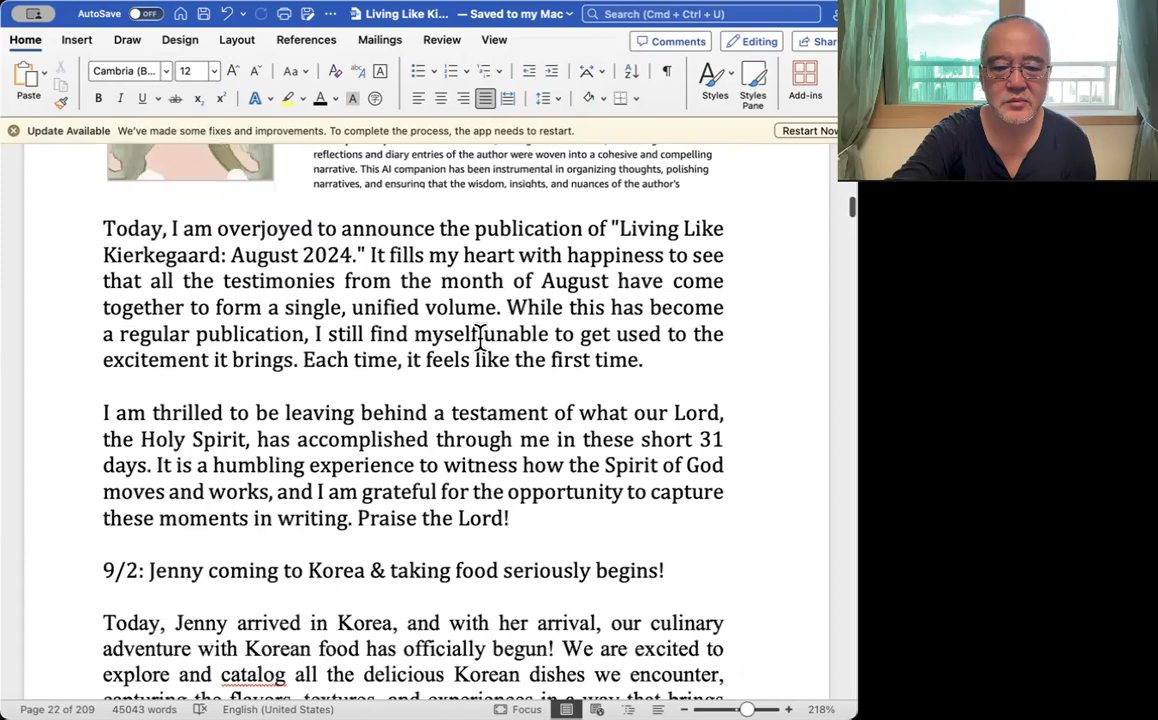 AutoSave OFF Living Like Ki... — Saved to my Mac Search (Cmd + Ctrl + U)
Home Insert Draw Design Layout References Mailings Review View Comments Editing Shar
Paste Cambria (B... 12 Aa Styles Styles Pane Add-ins
Update Available We've made some fixes and improvements. To complete the process, the app needs to restart. Restart Now
reflections and diary entries of the author were woven into a cohesive and compelling
narrative. This AI companion has been instrumental in organizing thoughts, polishing
narratives, and ensuring that the wisdom, insights, and nuances of the author's
Today, I am overjoyed to announce the publication of "Living Like
Kierkegaard: August 2024." It fills my heart with happiness to see
that all the testimonies from the month of August have come
together to form a single, unified volume. While this has become
a regular publication, I still find myself unable to get used to the
excitement it brings. Each time, it feels like the first time.
I am thrilled to be leaving behind a testament of what our Lord,
the Holy Spirit, has accomplished through me in these short 31
days. It is a humbling experience to witness how the Spirit of God
moves and works, and I am grateful for the opportunity to capture
these moments in writing. Praise the Lord!
9/2: Jenny coming to Korea & taking food seriously begins!
Today, Jenny arrived in Korea, and with her arrival, our culinary
adventure with Korean food has officially begun! We are excited to
explore and catalog all the delicious Korean dishes we encounter,
capturing the flavors, textures, and experiences in a way that brings
Page 22 of 209 45043 words English (United States) Focus 218%